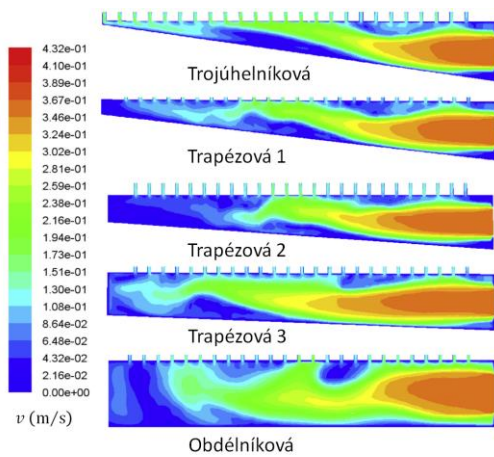 4.32e-01
4.10e-01
3.89e-01
3.67e-01
3.46e-01
3.24e-01
3.02e-01
2.81e-01
2.59e-01
2.38e-01
2.16e-01
1.94e-01
1.73e-01
1.51e-01
1.30e-01
1.08e-01
8.64e-02
6.48e-02
4.32e-02
2.16e-02
0.00e+00
v (m/s)
Trojúhelníková
Trapézová 1
Trapézová 2
Trapézová 3
Obdélníková